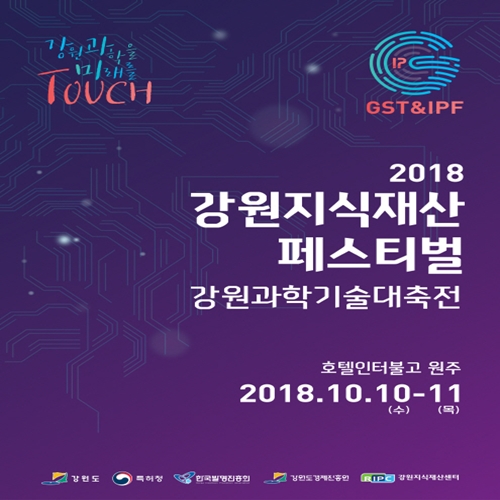 강원과학을
미래를
TOUCH
IP
GST&IPF
2018
강원지식재산
페스티벌
강원과학기술대축전
호텔인터불고 원주
2018.10.10-11
(수) (목)
강원도 특허청 한국발명진흥회 강원도경제진흥원 RIPC 강원지식재산센터